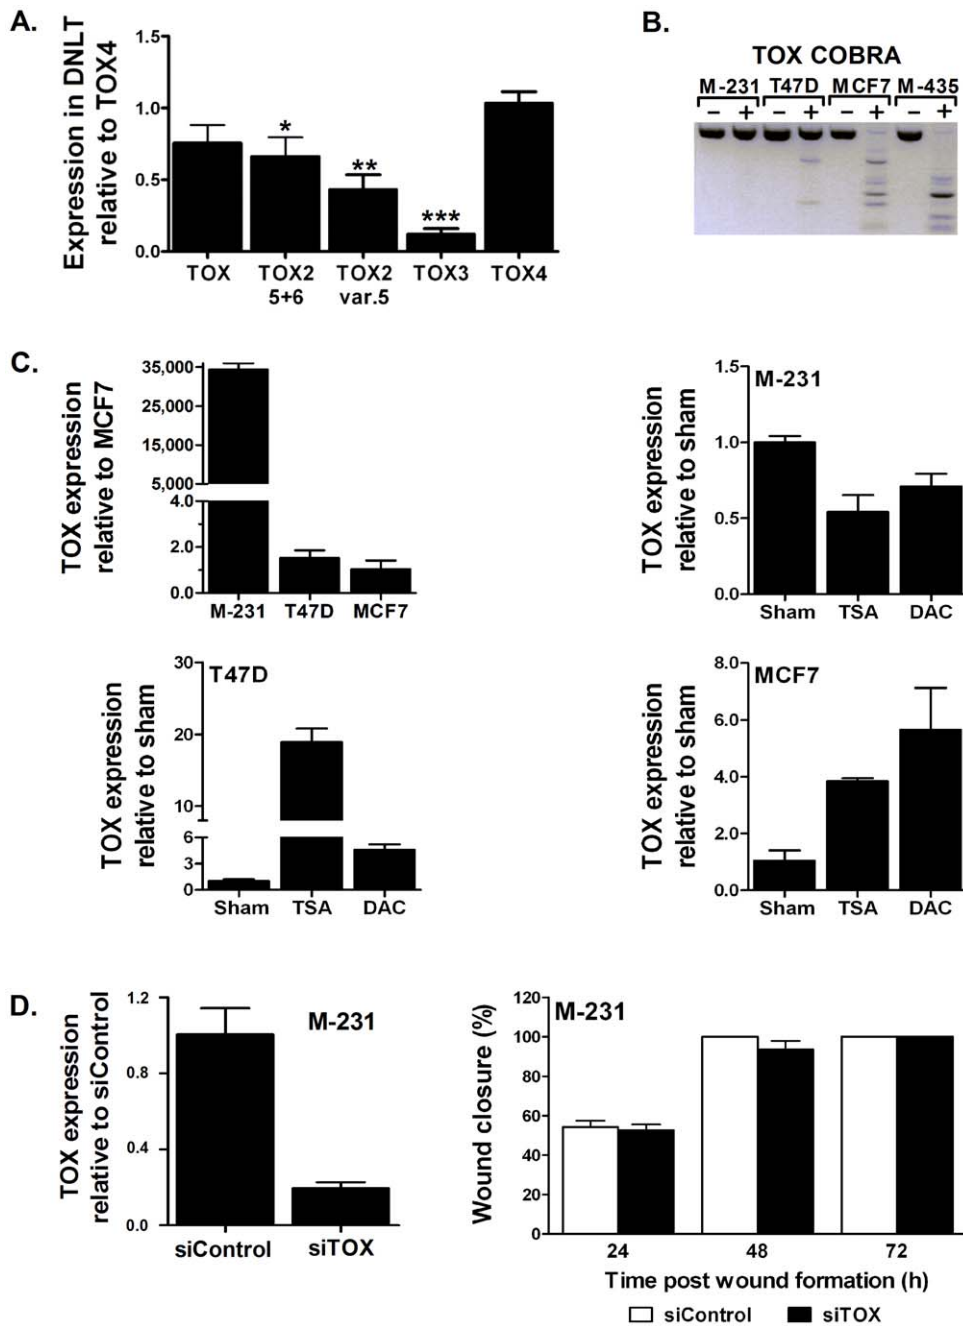 A.
Expression in DNLT
relative to TOX4
1.5
1.0
0.5
0.0
*
**
***
TOX
TOX2
5+6
TOX2
var.5
TOX3
TOX4
B.
TOX COBRA
M-231 T47D MCF7 M-435
− + − + − + − +
C.
TOX expression
relative to MCF7
35,000
25,000
15,000
5,000
4.0
2.0
0.0
M-231 T47D MCF7
TOX expression
relative to sham
M-231
1.5
1.0
0.5
0.0
Sham TSA DAC
TOX expression
relative to sham
T47D
30
20
10
6
3
0
Sham TSA DAC
TOX expression
relative to sham
MCF7
8.0
6.0
4.0
2.0
0.0
Sham TSA DAC
D.
TOX expression
relative to siControl
M-231
1.2
0.8
0.4
0.0
siControl siTOX
Wound closure (%)
M-231
120
100
80
60
40
20
0
24 48 72
Time post wound formation (h)
siControl siTOX